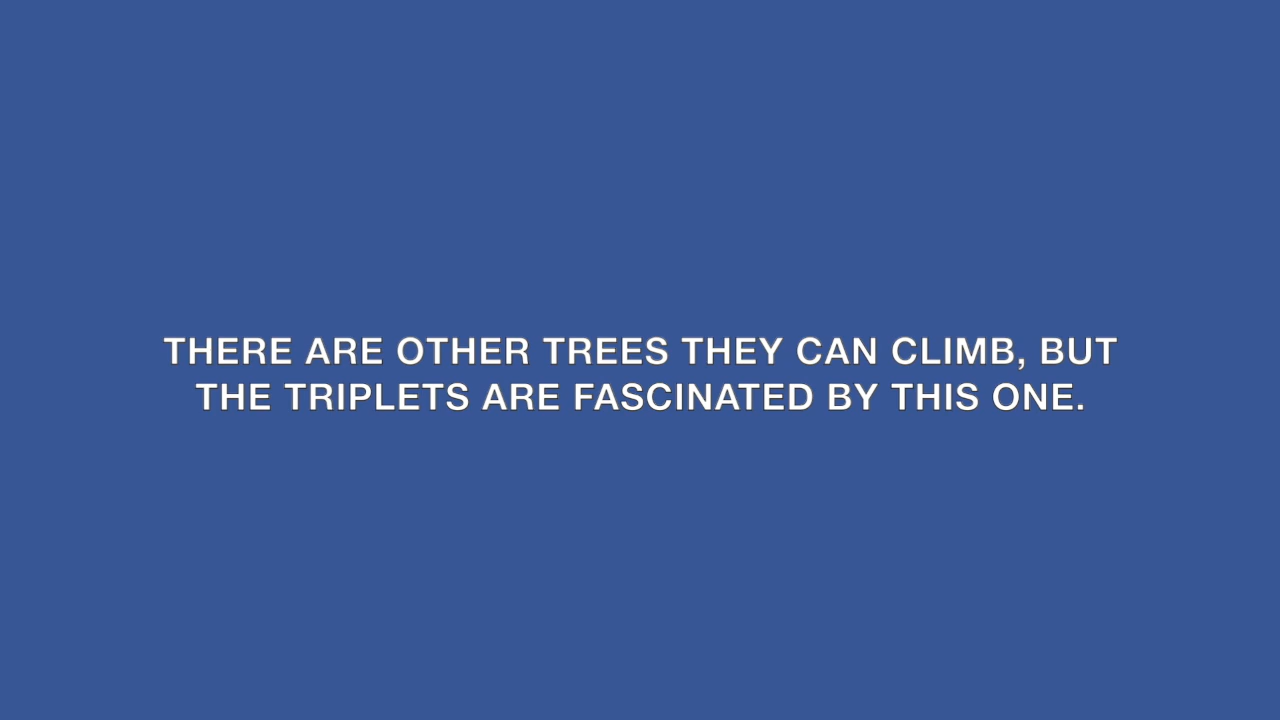 THERE ARE OTHER TREES THEY CAN CLIMB, BUT
THE TRIPLETS ARE FASCINATED BY THIS ONE.